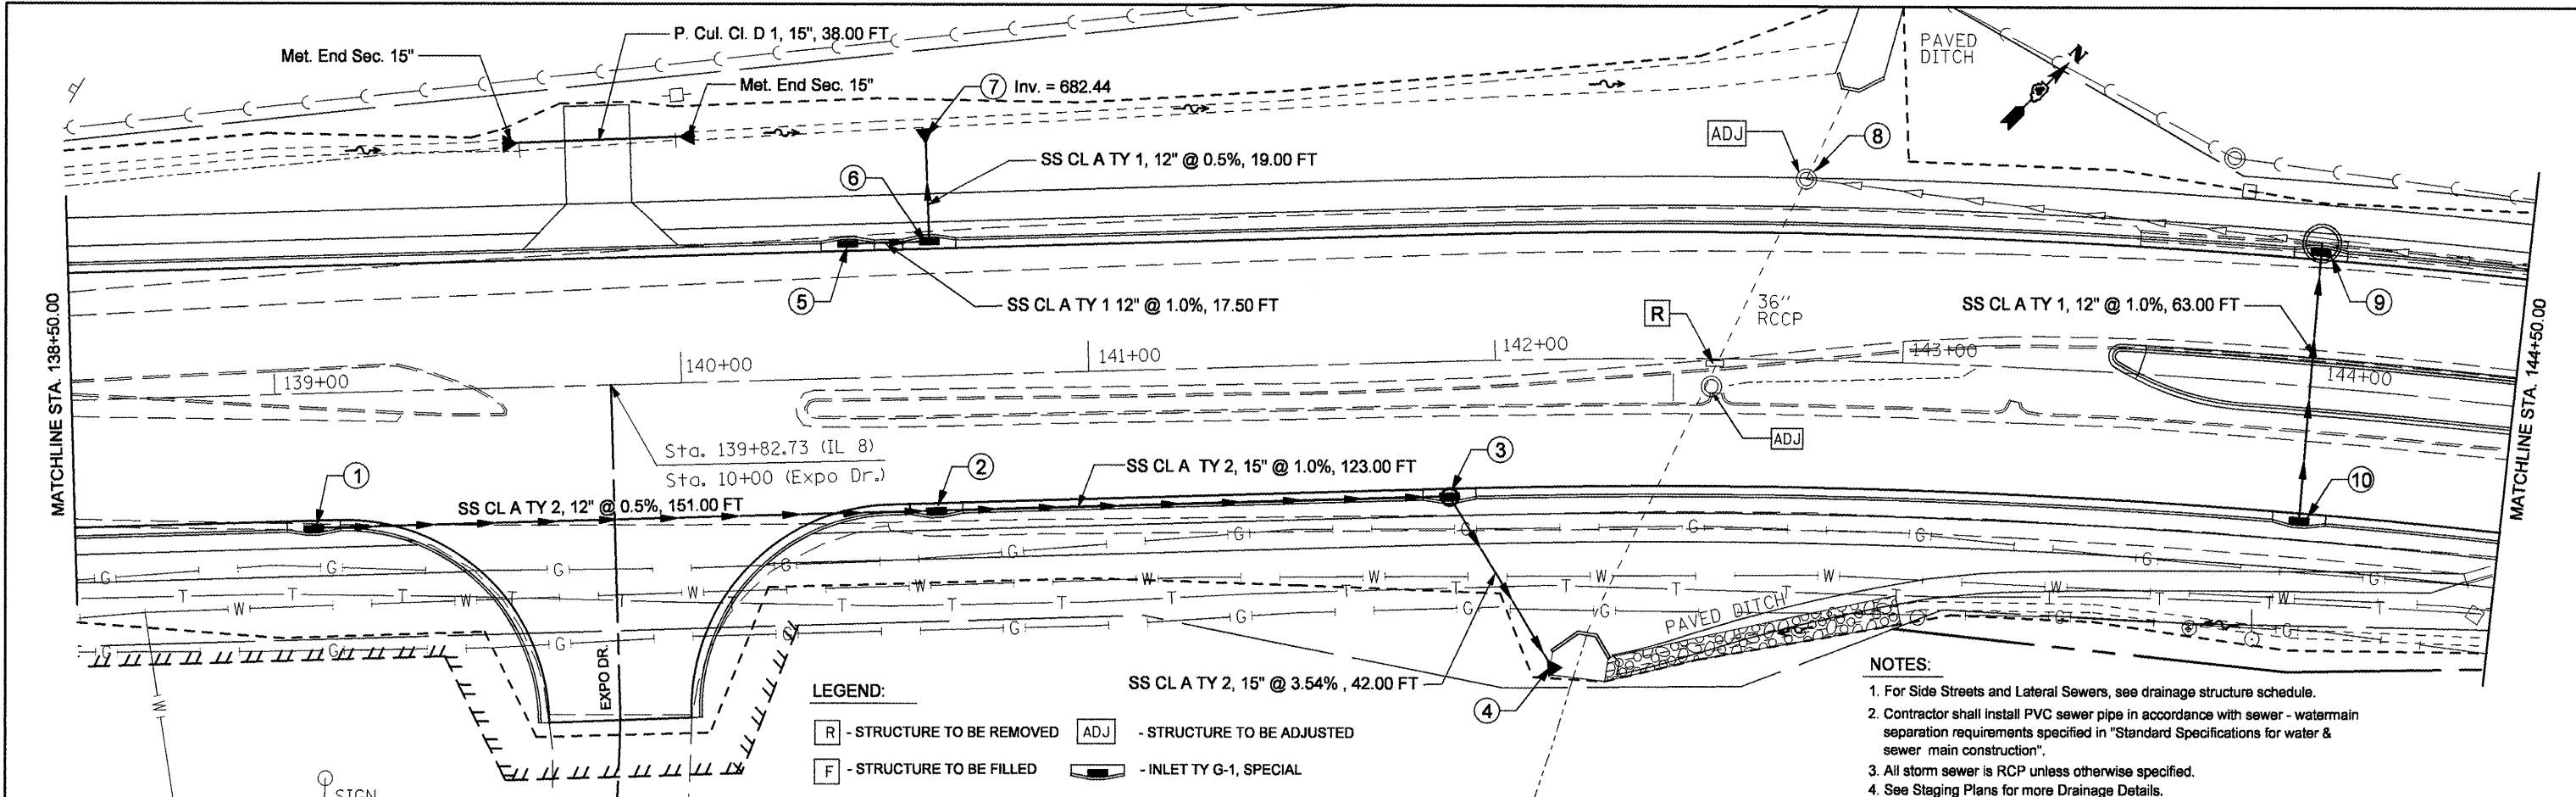 P. Cul. Cl. D 1, 15", 38.00 FT
Met. End Sec. 15"
Met. End Sec. 15"
7 Inv. = 682.44
PAVED
DITCH
N
ADJ
8
SS CL A TY 1, 12" @ 0.5%, 19.00 FT
6
5
SS CL A TY 1 12" @ 1.0%, 17.50 FT
36"
RCCP
R
SS CL A TY 1, 12" @ 1.0%, 63.00 FT
9
MATCHLINE STA. 138+50.00
MATCHLINE STA. 144+50.00
139+00
140+00
141+00
142+00
143+00
144+00
ADJ
Sta. 139+82.73 (IL 8)
Sta. 10+00 (Expo Dr.)
1
2
3
10
SS CL A TY 2, 15" @ 1.0%, 123.00 FT
SS CL A TY 2, 12" @ 0.5%, 151.00 FT
G G G G G G
T T T T T T T T T T T
W W W W W W W W W
G G G G G G
PAVED DITCH
EXPO DR.
W
SS CL A TY 2, 15" @ 3.54% , 42.00 FT
4
LEGEND:
R - STRUCTURE TO BE REMOVED
ADJ - STRUCTURE TO BE ADJUSTED
F - STRUCTURE TO BE FILLED
- INLET TY G-1, SPECIAL
SIGN
NOTES:
1. For Side Streets and Lateral Sewers, see drainage structure schedule.
2. Contractor shall install PVC sewer pipe in accordance with sewer - watermain
separation requirements specified in "Standard Specifications for water &
sewer main construction".
3. All storm sewer is RCP unless otherwise specified.
4. See Staging Plans for more Drainage Details.